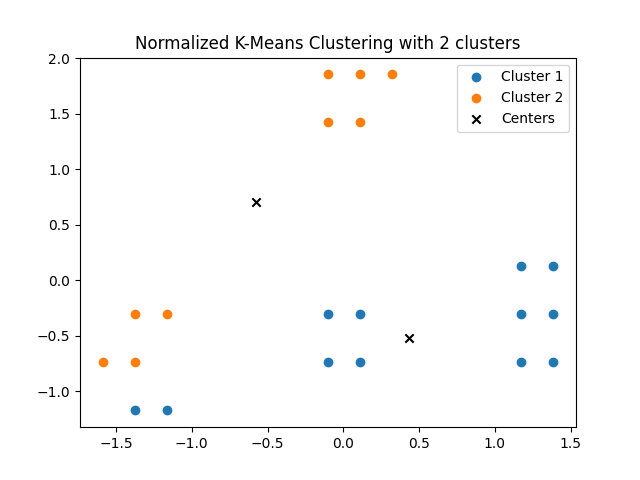 Normalized K-Means Clustering with 2 clusters
Cluster 1
Cluster 2
Centers
2.0
1.5
1.0
0.5
0.0
−0.5
−1.0
−1.5 −1.0 −0.5 0.0 0.5 1.0 1.5